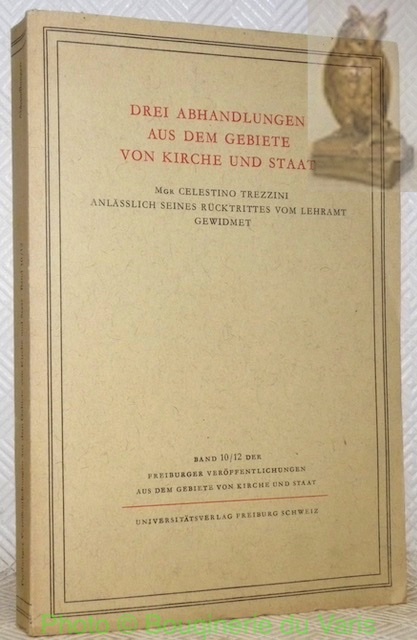 DREI ABHANDLUNGEN
AUS DEM GEBIETE
VON KIRCHE UND STAAT
MGR CELESTINO TREZZINI
ANLÄSSLICH SEINES RÜCKTRITTES VOM LEHRAMT
GEWIDMET
BAND 10/12 DER
FREIBURGER VERÖFFENTLICHUNGEN
AUS DEM GEBIETE VON KIRCHE UND STAAT
UNIVERSITÄTSVERLAG FREIBURG SCHWEIZ
Photo © Bouquinerie du Varis